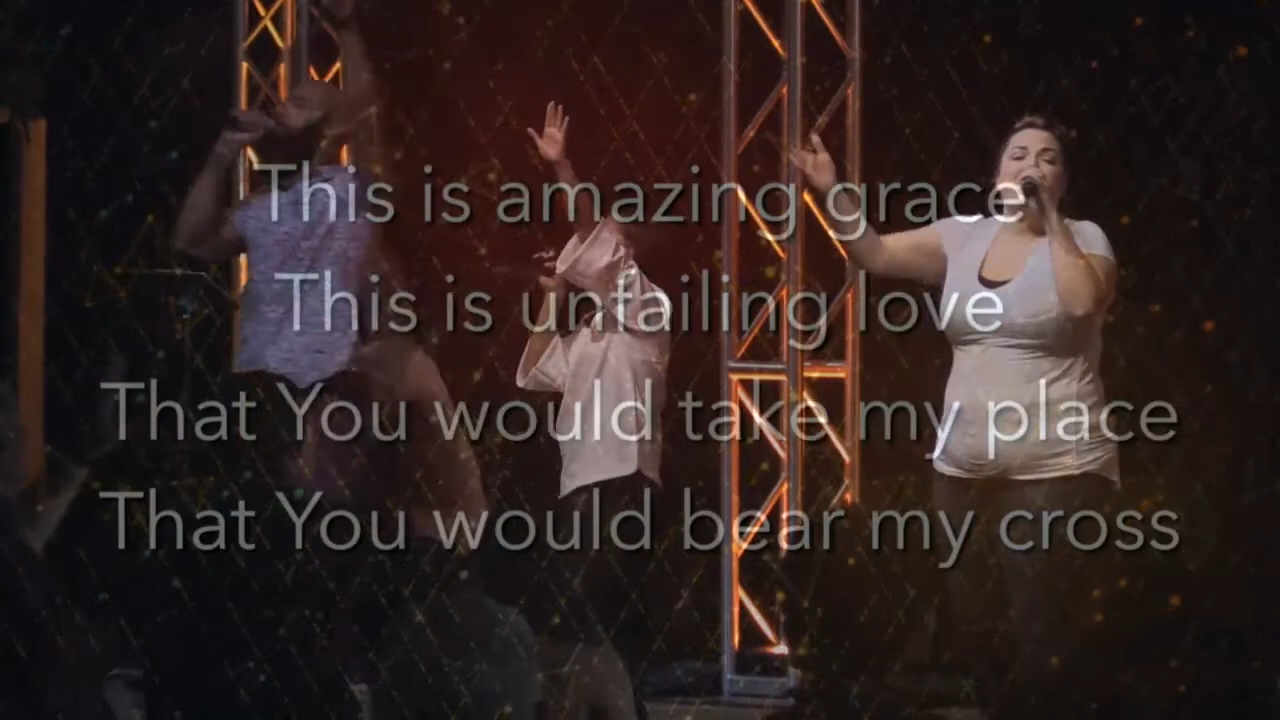 This is amazing grace
This is unfailing love
That You would take my place
That You would bear my cross